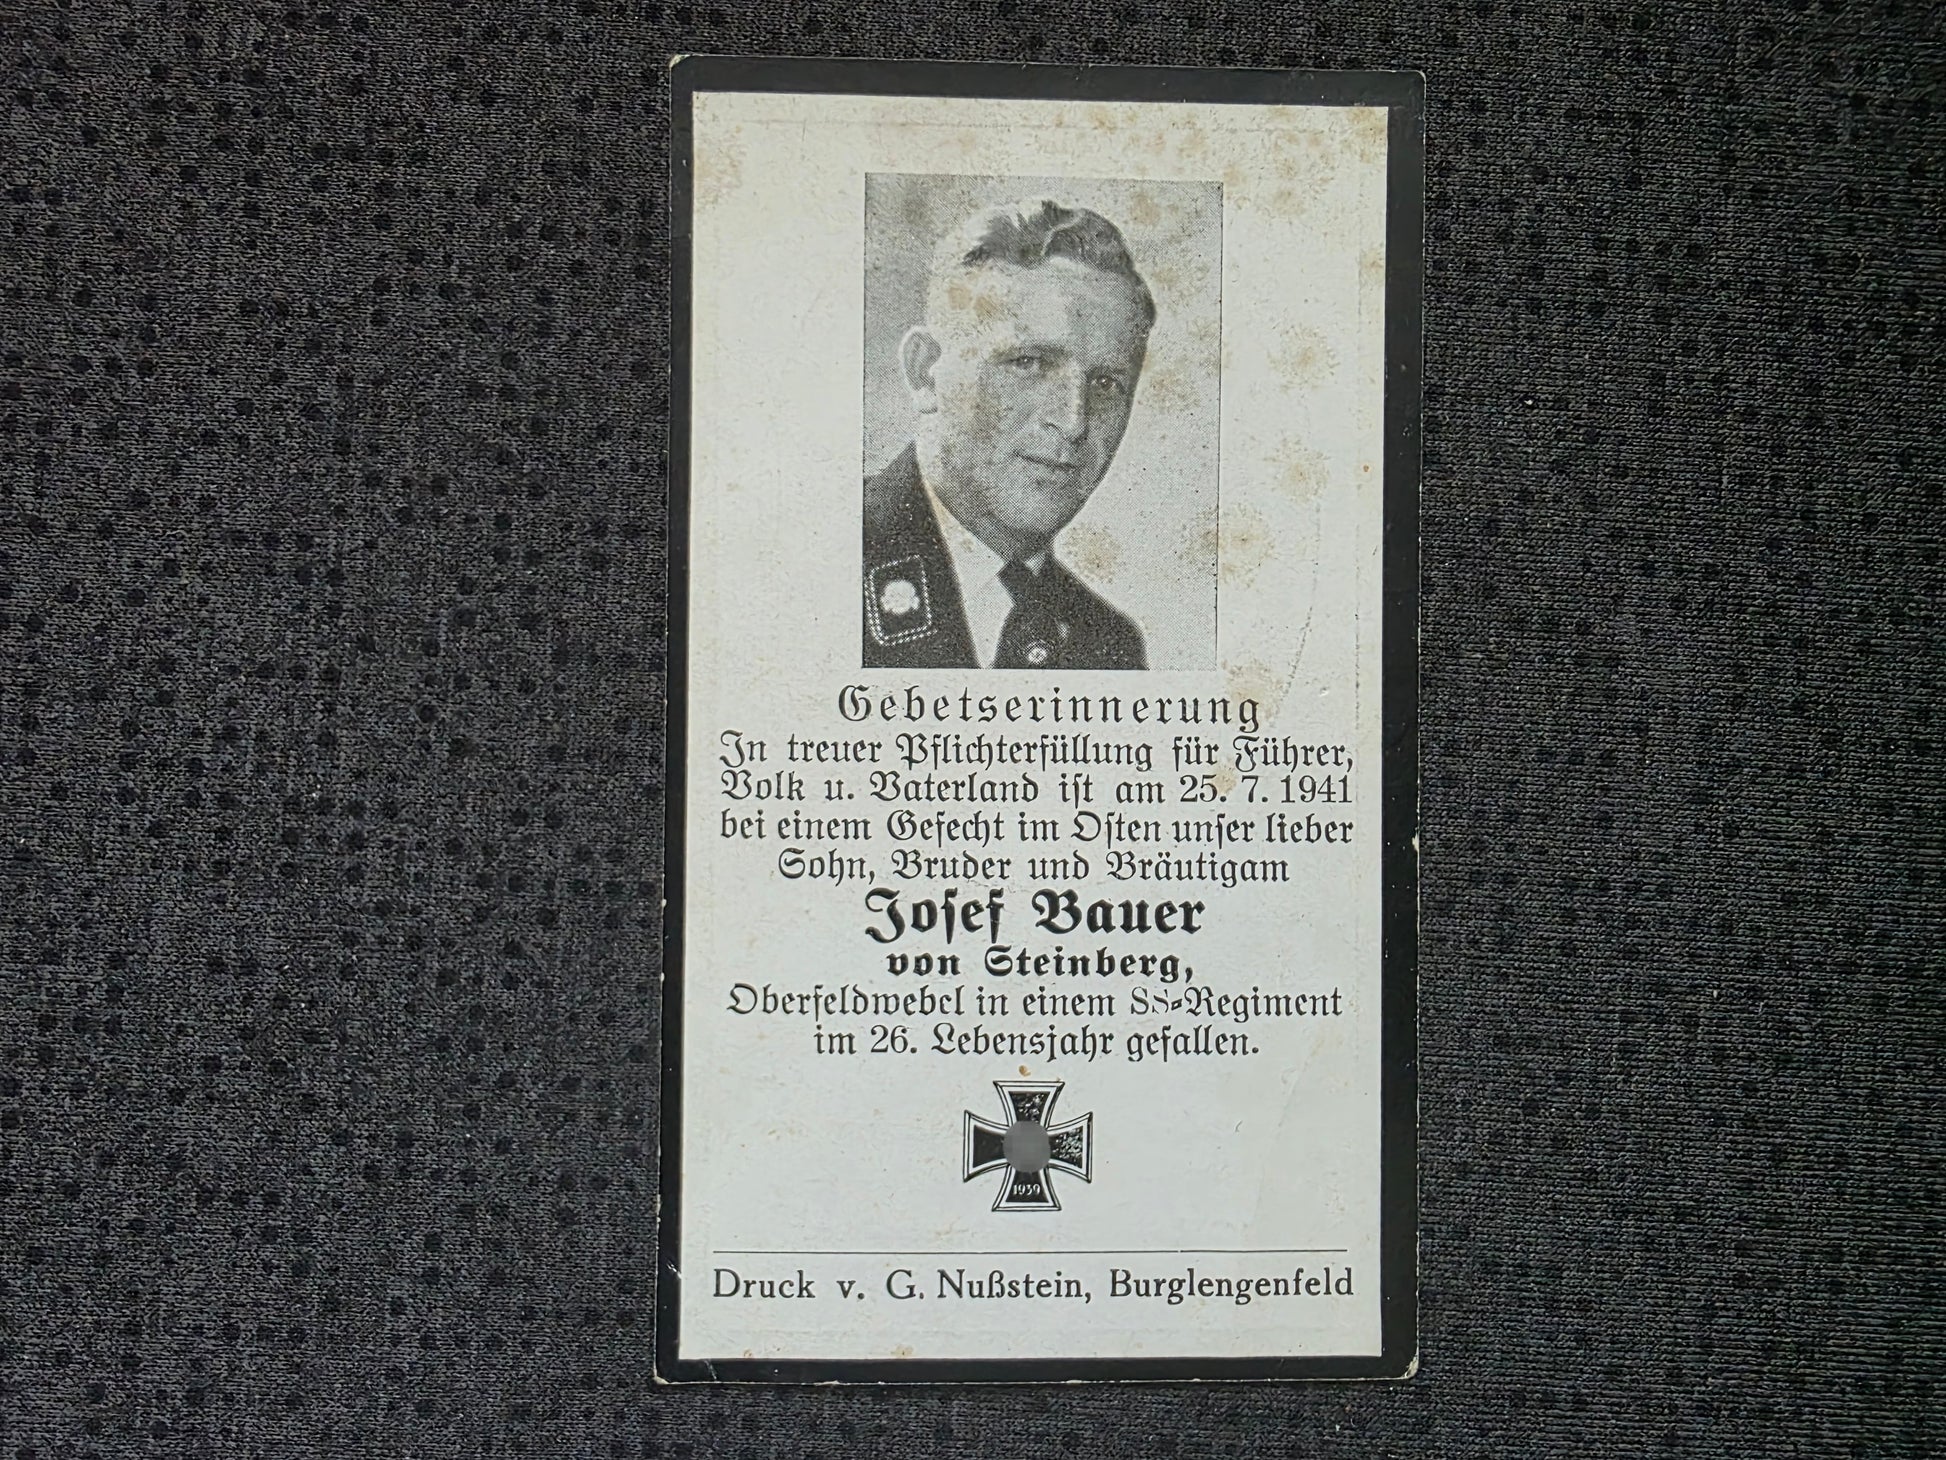 Gebetserinnerung
In treuer Pflichterfüllung für Führer,
Volk u. Vaterland iſt am 25. 7. 1941
bei einem Gefecht im Oſten unſer lieber
Sohn, Bruder und Bräutigam
Joſef Bauer
von Steinberg,
Oberfeldwebel in einem SS-Regiment
im 26. Lebensjahr gefallen.
1939
Druck v. G. Nußstein, Burglengenfeld